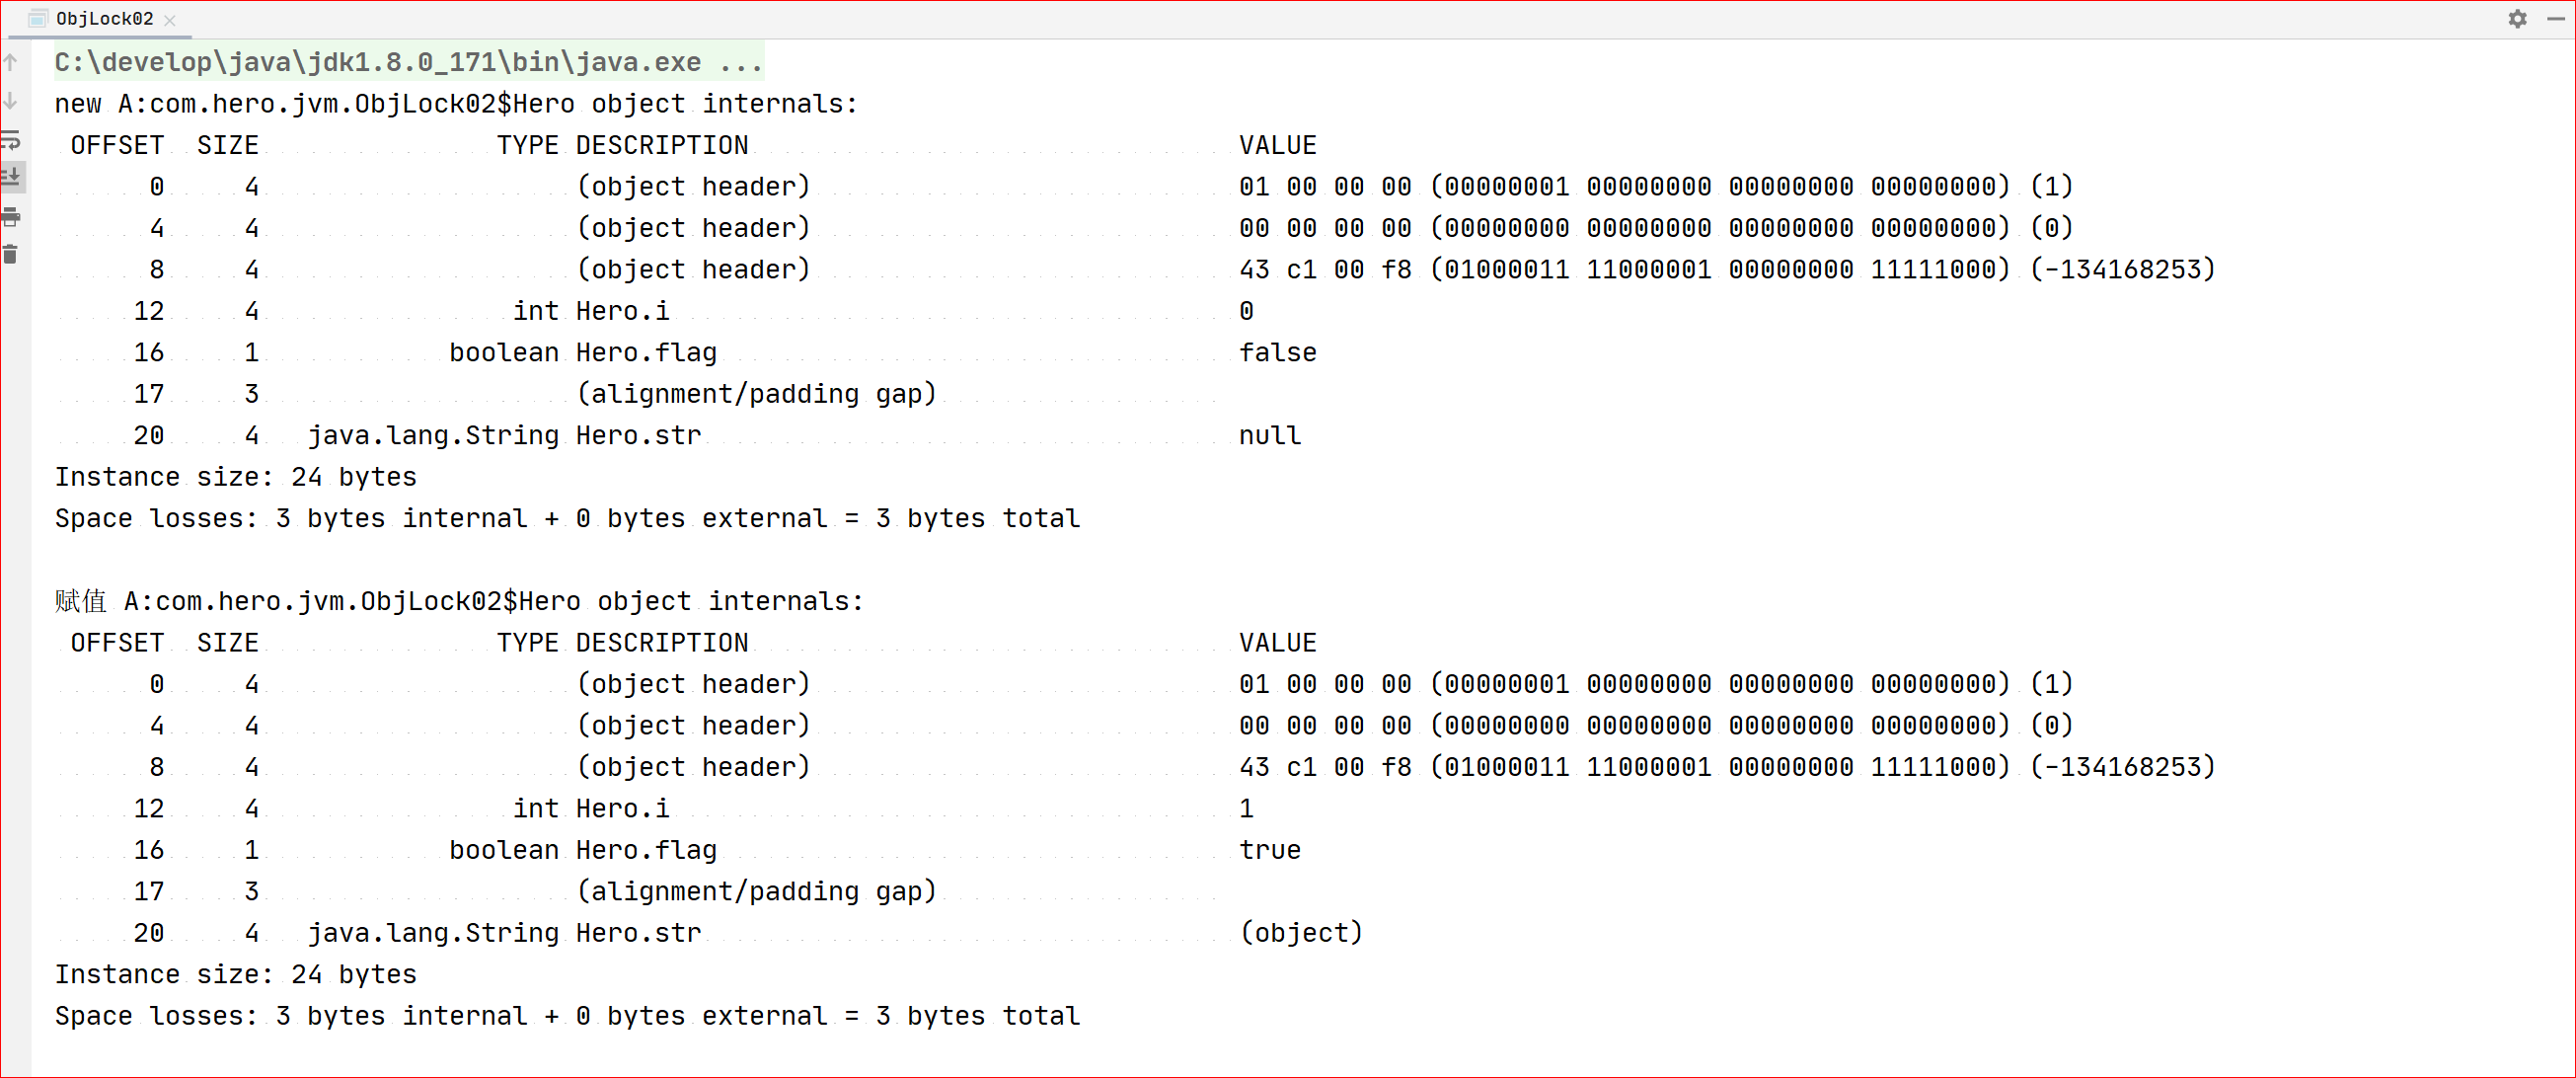 ObjLock02
C:\develop\java\jdk1.8.0_171\bin\java.exe ...
new A:com.hero.jvm.ObjLock02$Hero object internals:
OFFSET SIZE TYPE DESCRIPTION VALUE
0 4 (object header) 01 00 00 00 (00000001 00000000 00000000 00000000) (1)
4 4 (object header) 00 00 00 00 (00000000 00000000 00000000 00000000) (0)
8 4 (object header) 43 c1 00 f8 (01000011 11000001 00000000 11111000) (-134168253)
12 4 int Hero.i 0
16 1 boolean Hero.flag false
17 3 (alignment/padding gap)
20 4 java.lang.String Hero.str null
Instance size: 24 bytes
Space losses: 3 bytes internal + 0 bytes external = 3 bytes total
赋值 A:com.hero.jvm.ObjLock02$Hero object internals:
OFFSET SIZE TYPE DESCRIPTION VALUE
0 4 (object header) 01 00 00 00 (00000001 00000000 00000000 00000000) (1)
4 4 (object header) 00 00 00 00 (00000000 00000000 00000000 00000000) (0)
8 4 (object header) 43 c1 00 f8 (01000011 11000001 00000000 11111000) (-134168253)
12 4 int Hero.i 1
16 1 boolean Hero.flag true
17 3 (alignment/padding gap)
20 4 java.lang.String Hero.str (object)
Instance size: 24 bytes
Space losses: 3 bytes internal + 0 bytes external = 3 bytes total